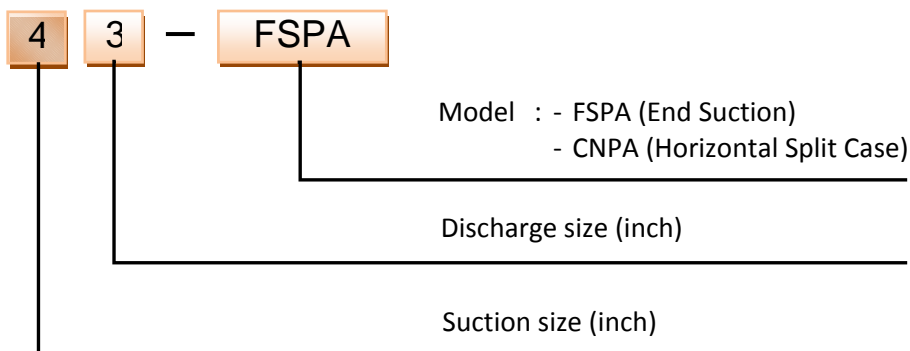 4 3 – FSPA
Model : - FSPA (End Suction)
- CNPA (Horizontal Split Case)
Discharge size (inch)
Suction size (inch)